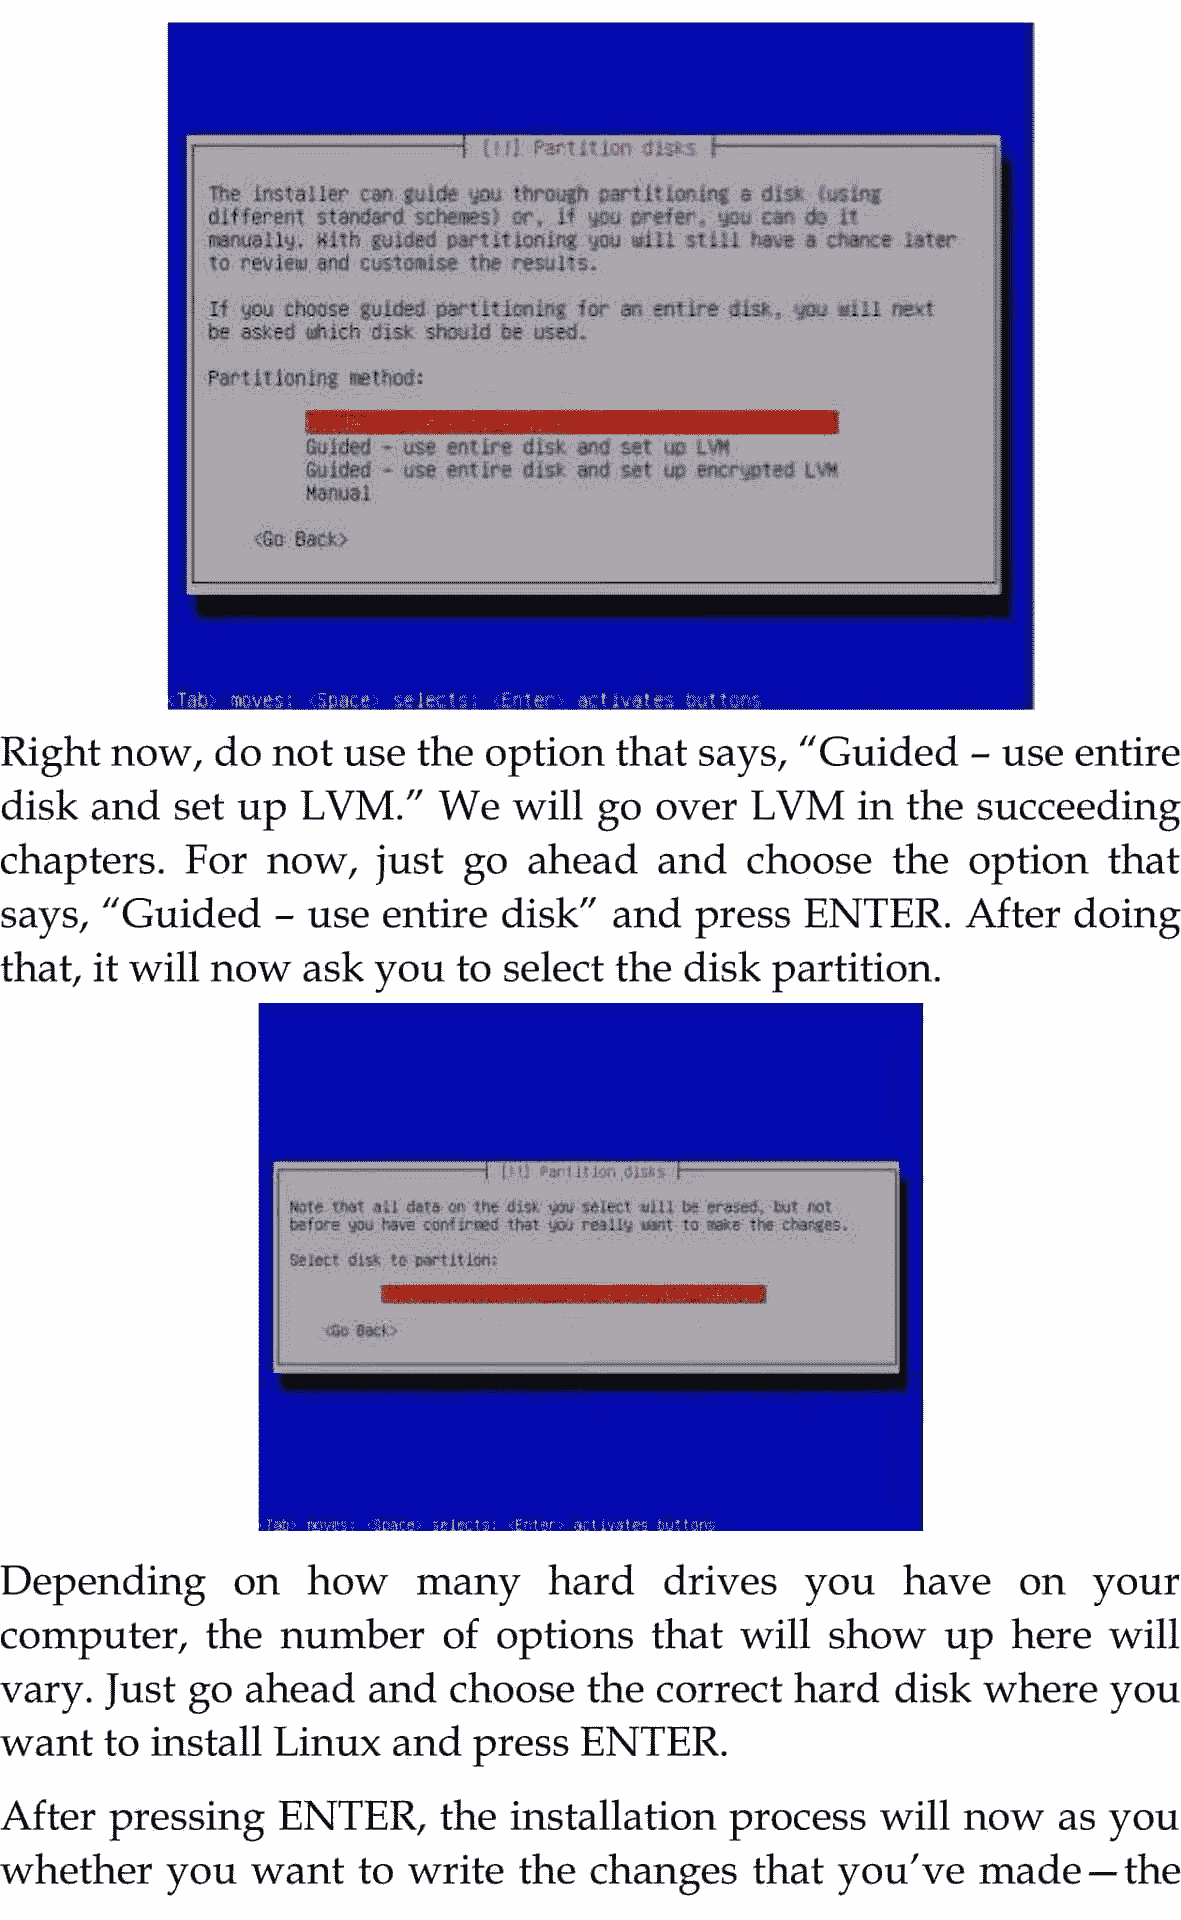 [!!] Partition disks
The installer can guide you through partitioning a disk (using
different standard schemes) or, if you prefer, you can do it
manually. With guided partitioning you will still have a chance later
to review and customise the results.
If you choose guided partitioning for an entire disk, you will next
be asked which disk should be used.
Partitioning method:
Guided - use entire disk and set up LVM
Guided - use entire disk and set up encrypted LVM
Manual
<Go Back>
<Tab> moves; <Space> selects; <Enter> activates buttons
Right now, do not use the option that says, “Guided – use entire
disk and set up LVM.” We will go over LVM in the succeeding
chapters. For now, just go ahead and choose the option that
says, “Guided – use entire disk” and press ENTER. After doing
that, it will now ask you to select the disk partition.
[!!] Partition disks
Note that all data on the disk you select will be erased, but not
before you have confirmed that you really want to make the changes.
Select disk to partition:
<Go Back>
<Tab> moves; <Space> selects; <Enter> activates buttons
Depending on how many hard drives you have on your
computer, the number of options that will show up here will
vary. Just go ahead and choose the correct hard disk where you
want to install Linux and press ENTER.
After pressing ENTER, the installation process will now as you
whether you want to write the changes that you’ve made—the